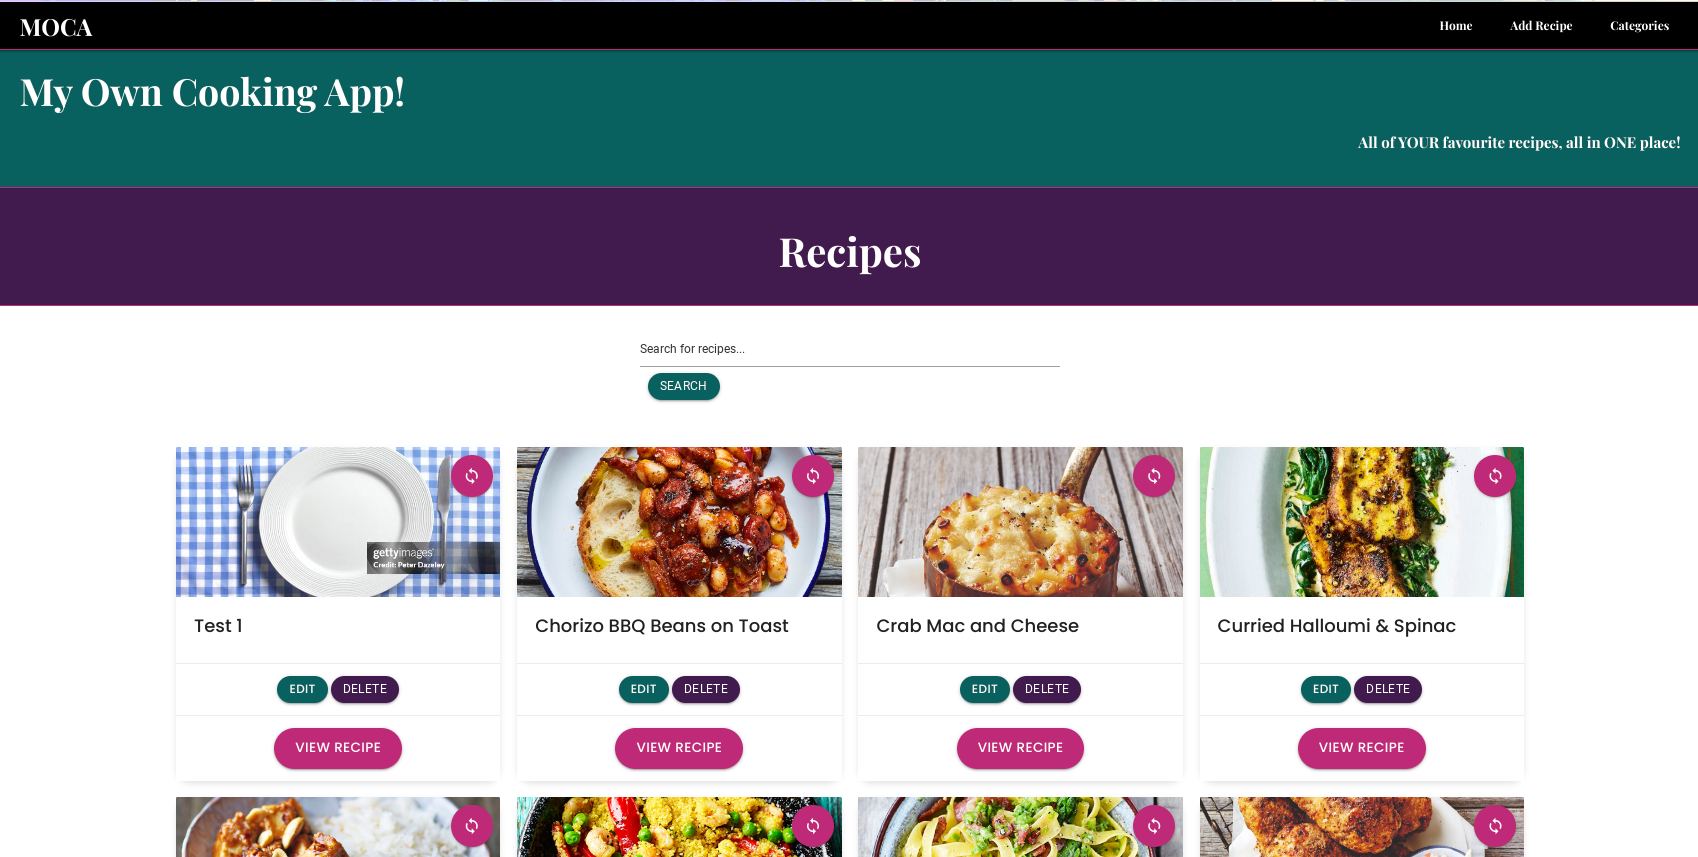 MOCA
Home Add Recipe Categories
My Own Cooking App!
All of YOUR favourite recipes, all in ONE place!
Recipes
Search for recipes...
SEARCH
gettyimages
Credit: Peter Dazeley
Test 1
Chorizo BBQ Beans on Toast
Crab Mac and Cheese
Curried Halloumi & Spinac
EDIT DELETE
EDIT DELETE
EDIT DELETE
EDIT DELETE
VIEW RECIPE
VIEW RECIPE
VIEW RECIPE
VIEW RECIPE